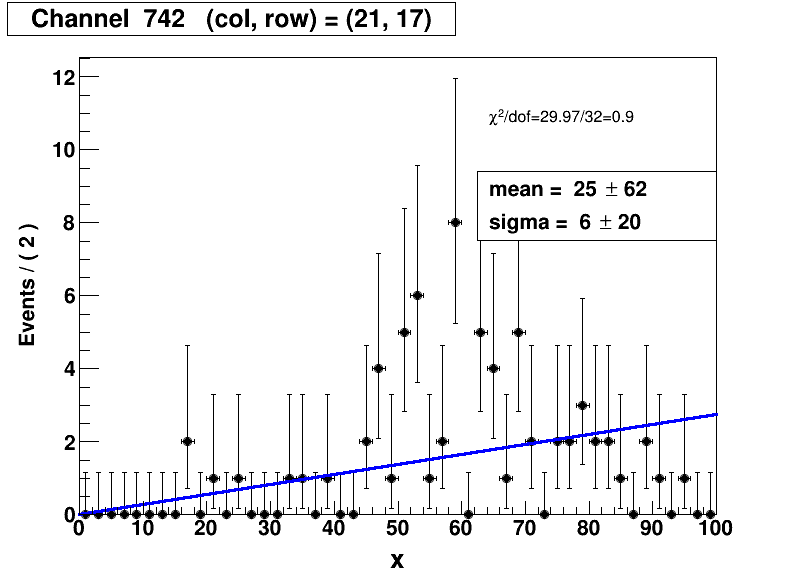 Channel 742 (col, row) = (21, 17)
χ²/dof=29.97/32=0.9
mean = 25 ± 62
sigma = 6 ± 20
Events / ( 2 )
12
10
8
6
4
2
0
0 10 20 30 40 50 60 70 80 90 100
x